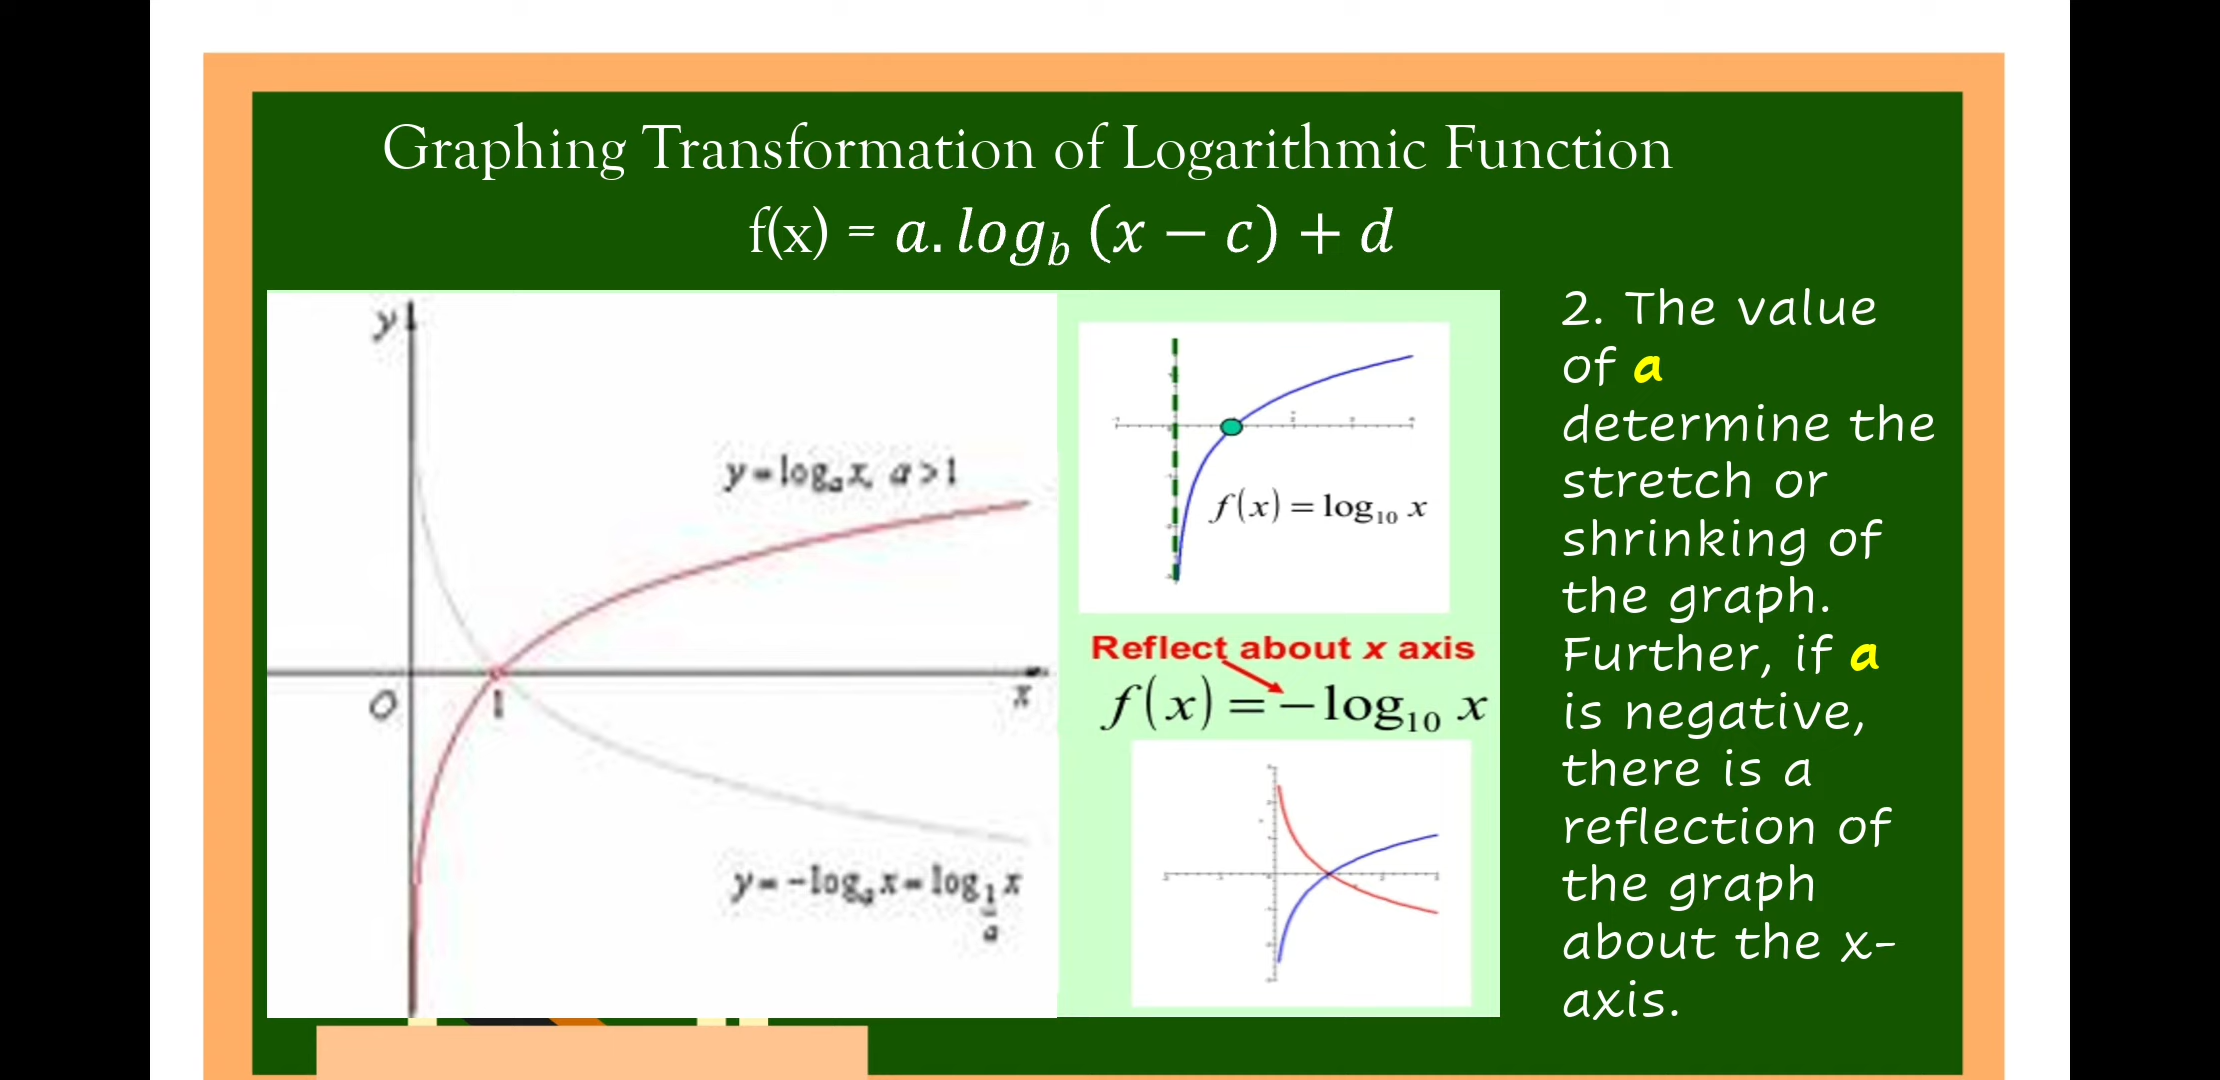 Graphing Transformation of Logarithmic Function
f(x) = a. log_b (x − c) + d
y
y = log_a x, a > 1
O
1
x
y = −log_a x = log_{1/a} x
f(x) = log₁₀ x
Reflect about x axis
f(x) = −log₁₀ x
2. The value
of a
determine the
stretch or
shrinking of
the graph.
Further, if a
is negative,
there is a
reflection of
the graph
about the x-
axis.